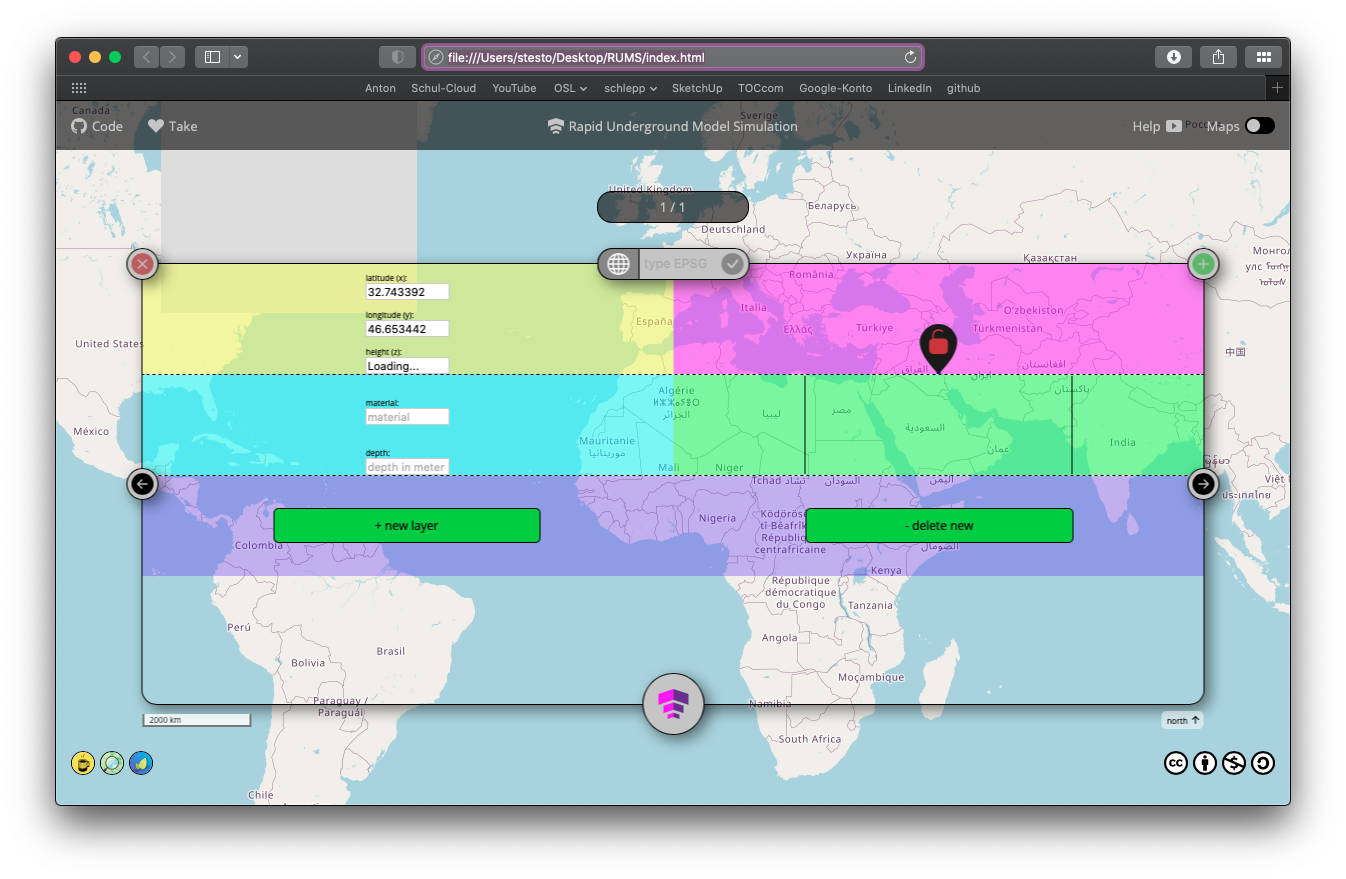 file:///Users/stesto/Desktop/RUMS/index.html
Anton Schul-Cloud YouTube OSL schlepp SketchUp TOCcom Google-Konto LinkedIn github
Canada
Sverige
Code Take Rapid Underground Model Simulation Help Maps
United Kingdom
Беларусь
1 / 1
Deutschland
Україна
Қазақстан
type EPSG
România
latitude (x):
32.743392
longitude (y):
46.653442
España
Italia
Ελλάς
Türkiye
Oʻzbekiston
Türkmenistan
United States
中国
height (z):
Loading...
العراق
ایران
افغانستان
پاکستان
Algérie
ⵍⵣⵣⴰⵢⴻⵔ
الجزائر
ليبيا
مصر
السعودية
عمان
India
México
material:
material
Mauritanie
موريتانيا
depth:
depth in meter
Mali
Niger
Tchad تشاد
السودان
اليمن
ประเทศไทย
Việt
Nigeria
+ new layer
- delete new
Colombia
Ködörösê
tî Bêafrîk
République
centrafricaine
الصومال
Kenya
République
démocratique
du Congo
Tanzania
Perú
Brasil
Angola
Bolivia
Moçambique
Paraguay /
Paraguái
Namibia
2000 km
north
South Africa
Chile
cc